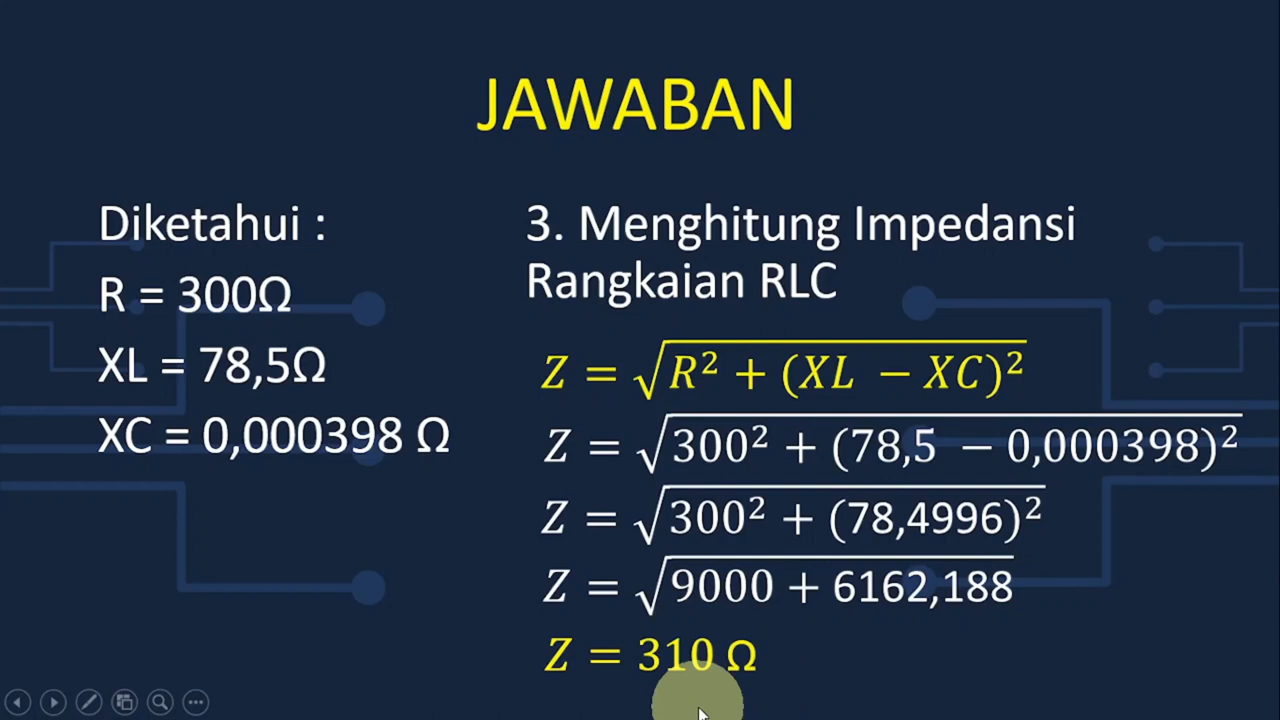 JAWABAN
Diketahui :
R = 300Ω
XL = 78,5Ω
XC = 0,000398 Ω
3. Menghitung Impedansi
Rangkaian RLC
Z = √R² + (XL − XC)²
Z = √300² + (78,5 − 0,000398)²
Z = √300² + (78,4996)²
Z = √9000 + 6162,188
Z = 310 Ω